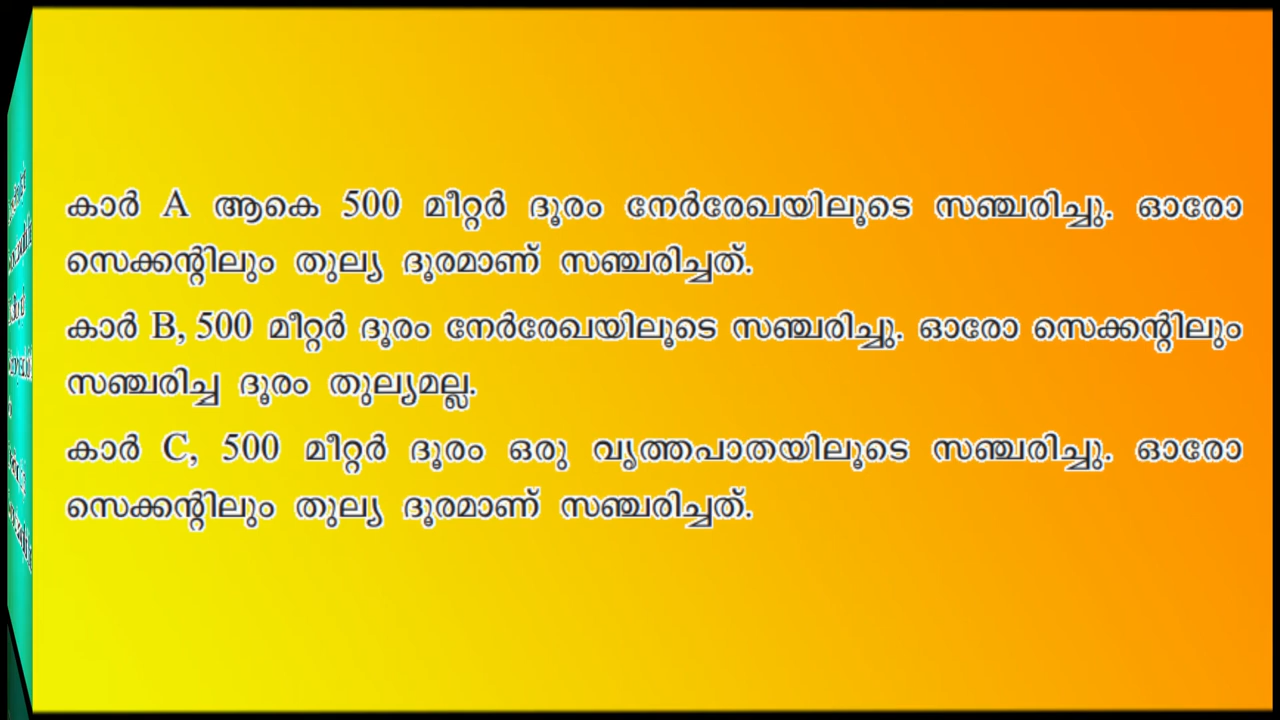 കാർ A ആകെ 500 മീറ്റർ ദൂരം നേർരേഖയിലൂടെ സഞ്ചരിച്ചു. ഓരോ
സെക്കന്റിലും തുല്യ ദൂരമാണ് സഞ്ചരിച്ചത്.
കാർ B, 500 മീറ്റർ ദൂരം നേർരേഖയിലൂടെ സഞ്ചരിച്ചു. ഓരോ സെക്കന്റിലും
സഞ്ചരിച്ച ദൂരം തുല്യമല്ല.
കാർ C, 500 മീറ്റർ ദൂരം ഒരു വൃത്തപാതയിലൂടെ സഞ്ചരിച്ചു. ഓരോ
സെക്കന്റിലും തുല്യ ദൂരമാണ് സഞ്ചരിച്ചത്.